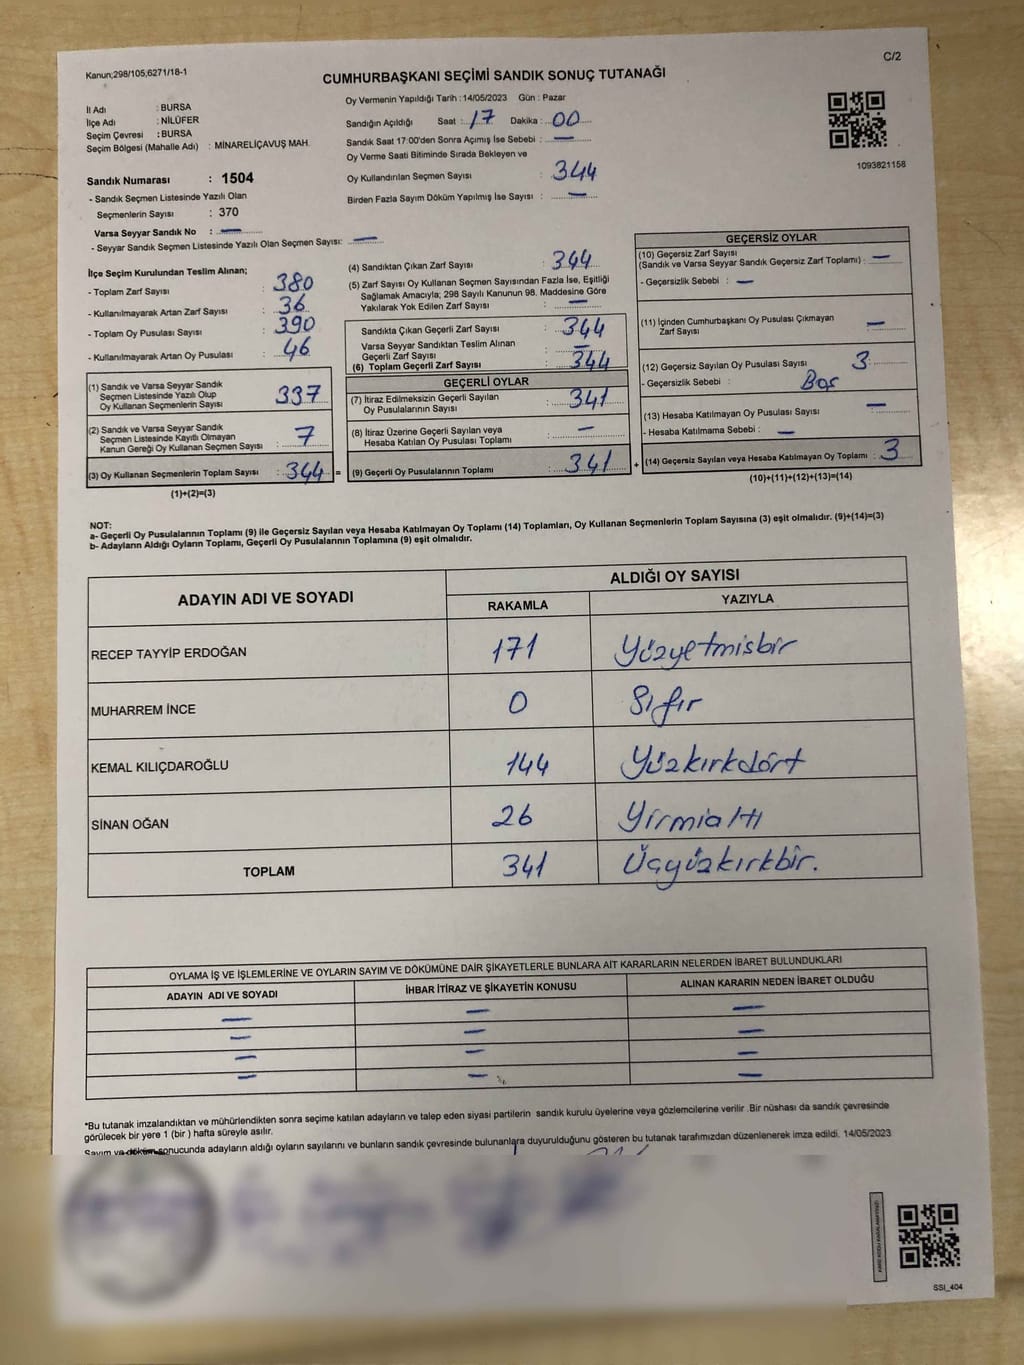 Kanun;298/105;6271/18-1
C/2
CUMHURBAŞKANI SEÇİMİ SANDIK SONUÇ TUTANAĞI
İl Adı : BURSA
İlçe Adı : NİLÜFER
Seçim Çevresi : BURSA
Seçim Bölgesi (Mahalle Adı) : MİNARELİÇAVUŞ MAH.
Oy Vermenin Yapıldığı Tarih : 14/05/2023 Gün : Pazar
Sandığın Açıldığı Saat : 17 Dakika : 00
Sandık Saat 17:00'den Sonra Açımış İse Sebebi : —
Oy Verme Saati Bitiminde Sırada Bekleyen ve
Oy Kullandırılan Seçmen Sayısı : 344
Birden Fazla Sayım Döküm Yapılmış İse Sayısı : —
1093821158
Sandık Numarası : 1504
- Sandık Seçmen Listesinde Yazılı Olan
Seçmenlerin Sayısı : 370
Varsa Seyyar Sandık No : —
- Seyyar Sandık Seçmen Listesinde Yazılı Olan Seçmen Sayısı: —
İlçe Seçim Kurulundan Teslim Alınan;
- Toplam Zarf Sayısı : 380
- Kullanılmayarak Artan Zarf Sayısı : 36
- Toplam Oy Pusulası Sayısı : 390
- Kullanılmayarak Artan Oy Pusulası : 46
(1) Sandık ve Varsa Seyyar Sandık
Seçmen Listesinde Yazılı Olup
Oy Kullanan Seçmenlerin Sayısı : 337
(2) Sandık ve Varsa Seyyar Sandık
Seçmen Listesinde Kayıtlı Olmayan
Kanun Gereği Oy Kullanan Seçmen Sayısı : 7
(3) Oy Kullanan Seçmenlerin Toplam Sayısı : 344 =
(1)+(2)=(3)
(4) Sandıktan Çıkan Zarf Sayısı : 344
(5) Zarf Sayısı Oy Kullanan Seçmen Sayısından Fazla İse, Eşitliği
Sağlamak Amacıyla; 298 Sayılı Kanunun 98. Maddesine Göre
Yakılarak Yok Edilen Zarf Sayısı : —
Sandıkta Çıkan Geçerli Zarf Sayısı : 344
Varsa Seyyar Sandıktan Teslim Alınan
Geçerli Zarf Sayısı : —
(6) Toplam Geçerli Zarf Sayısı : 344
GEÇERLİ OYLAR
(7) İtiraz Edilmeksizin Geçerli Sayılan
Oy Pusulalarının Sayısı : 341
(8) İtiraz Üzerine Geçerli Sayılan veya
Hesaba Katılan Oy Pusulası Toplamı : —
(9) Geçerli Oy Pusulalarının Toplamı : 341 +
GEÇERSİZ OYLAR
(10) Geçersiz Zarf Sayısı
(Sandık ve Varsa Seyyar Sandık Geçersiz Zarf Toplamı) : —
- Geçersizlik Sebebi : —
(11) İçinden Cumhurbaşkanı Oy Pusulası Çıkmayan
Zarf Sayısı : —
(12) Geçersiz Sayılan Oy Pusulası Sayısı : 3
- Geçersizlik Sebebi : Boş
(13) Hesaba Katılmayan Oy Pusulası Sayısı : —
- Hesaba Katılmama Sebebi : —
(14) Geçersiz Sayılan veya Hesaba Katılmayan Oy Toplamı : 3
(10)+(11)+(12)+(13)=(14)
NOT:
a- Geçerli Oy Pusulalarının Toplamı (9) ile Geçersiz Sayılan veya Hesaba Katılmayan Oy Toplamı (14) Toplamları, Oy Kullanan Seçmenlerin Toplam Sayısına (3) eşit olmalıdır. (9)+(14)=(3)
b- Adayların Aldığı Oyların Toplamı, Geçerli Oy Pusulalarının Toplamına (9) eşit olmalıdır.
ADAYIN ADI VE SOYADI
ALDIĞI OY SAYISI
RAKAMLA YAZIYLA
RECEP TAYYİP ERDOĞAN 171 Yüzyetmişbir
MUHARREM İNCE 0 Sıfır
KEMAL KILIÇDAROĞLU 144 Yüzkırkdört
SİNAN OĞAN 26 Yirmialtı
TOPLAM 341 Üçyüzkırkbir.
OYLAMA İŞ VE İŞLEMLERİNE VE OYLARIN SAYIM VE DÖKÜMÜNE DAİR ŞİKAYETLERLE BUNLARA AİT KARARLARIN NELERDEN İBARET BULUNDUKLARI
ADAYIN ADI VE SOYADI İHBAR İTİRAZ VE ŞİKAYETİN KONUSU ALINAN KARARIN NEDEN İBARET OLDUĞU
— — —
— — —
— — —
— — —
*Bu tutanak imzalandıktan ve mühürlendikten sonra seçime katılan adayların ve talep eden siyasi partilerin sandık kurulu üyelerine veya gözlemcilerine verilir .Bir nüshası da sandık çevresinde
görülecek bir yere 1 (bir ) hafta süreyle asılır.
Sayım ve döküm sonucunda adayların aldığı oyların sayılarını ve bunların sandık çevresinde bulunanlara duyurulduğunu gösteren bu tutanak tarafımızdan düzenlenerek imza edildi. 14/05/2023
SSI_404